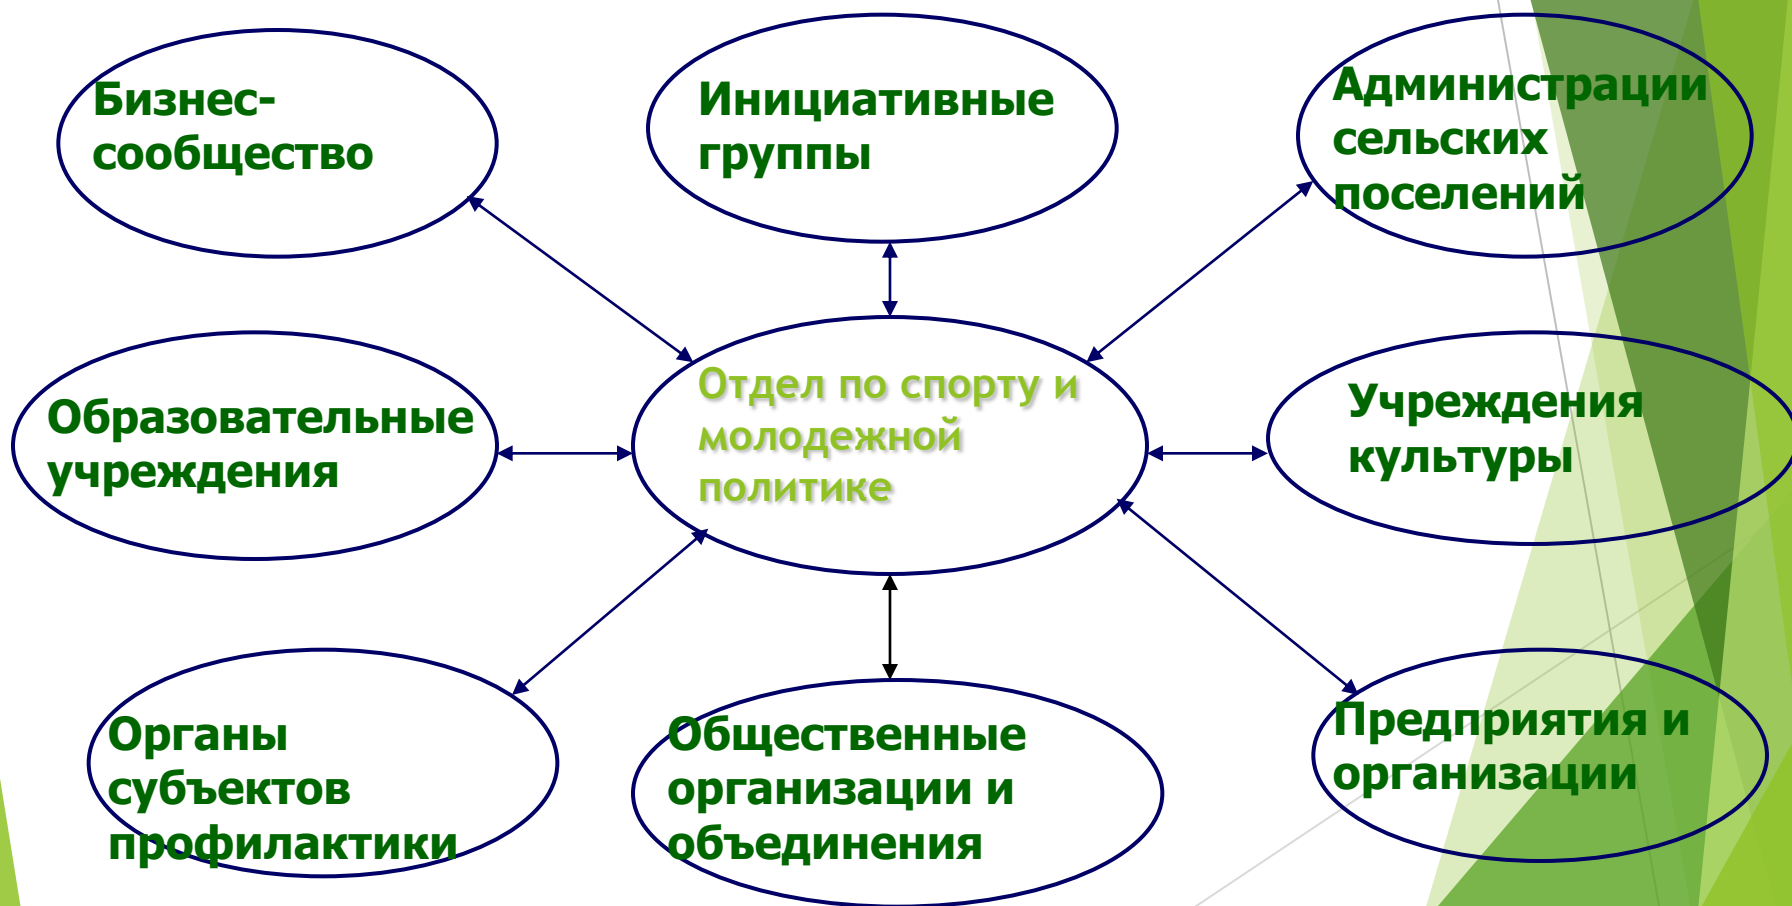 Бизнес-
сообщество
Инициативные
группы
Администрации
сельских
поселений
Образовательные
учреждения
Отдел по спорту и
молодежной
политике
Учреждения
культуры
Органы
субъектов
профилактики
Общественные
организации и
объединения
Предприятия и
организации